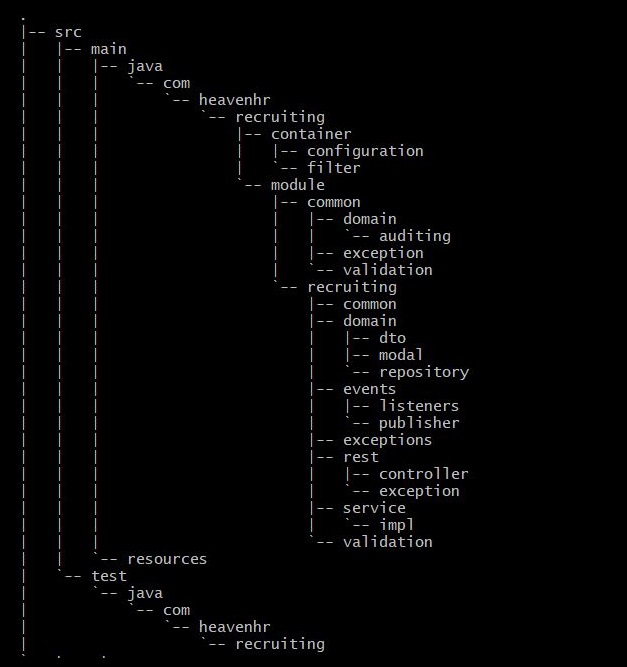 .
|-- src
|   |-- main
|   |   |-- java
|   |   |   `-- com
|   |   |       `-- heavenhr
|   |   |           `-- recruiting
|   |   |               |-- container
|   |   |               |   |-- configuration
|   |   |               |   `-- filter
|   |   |               `-- module
|   |   |                   |-- common
|   |   |                   |   |-- domain
|   |   |                   |   |   `-- auditing
|   |   |                   |   |-- exception
|   |   |                   |   `-- validation
|   |   |                   `-- recruiting
|   |   |                       |-- common
|   |   |                       |-- domain
|   |   |                       |   |-- dto
|   |   |                       |   |-- modal
|   |   |                       |   `-- repository
|   |   |                       |-- events
|   |   |                       |   |-- listeners
|   |   |                       |   `-- publisher
|   |   |                       |-- exceptions
|   |   |                       |-- rest
|   |   |                       |   |-- controller
|   |   |                       |   `-- exception
|   |   |                       |-- service
|   |   |                       |   `-- impl
|   |   |                       `-- validation
|   |   `-- resources
|   `-- test
|       `-- java
|           `-- com
|               `-- heavenhr
|                   `-- recruiting